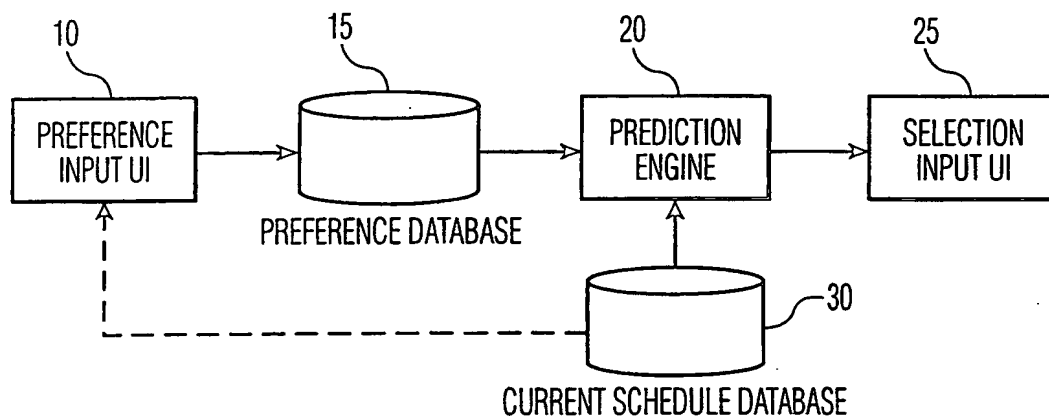 10
15
20
25
PREFERENCE
INPUT UI
PREDICTION
ENGINE
SELECTION
INPUT UI
PREFERENCE DATABASE
30
CURRENT SCHEDULE DATABASE